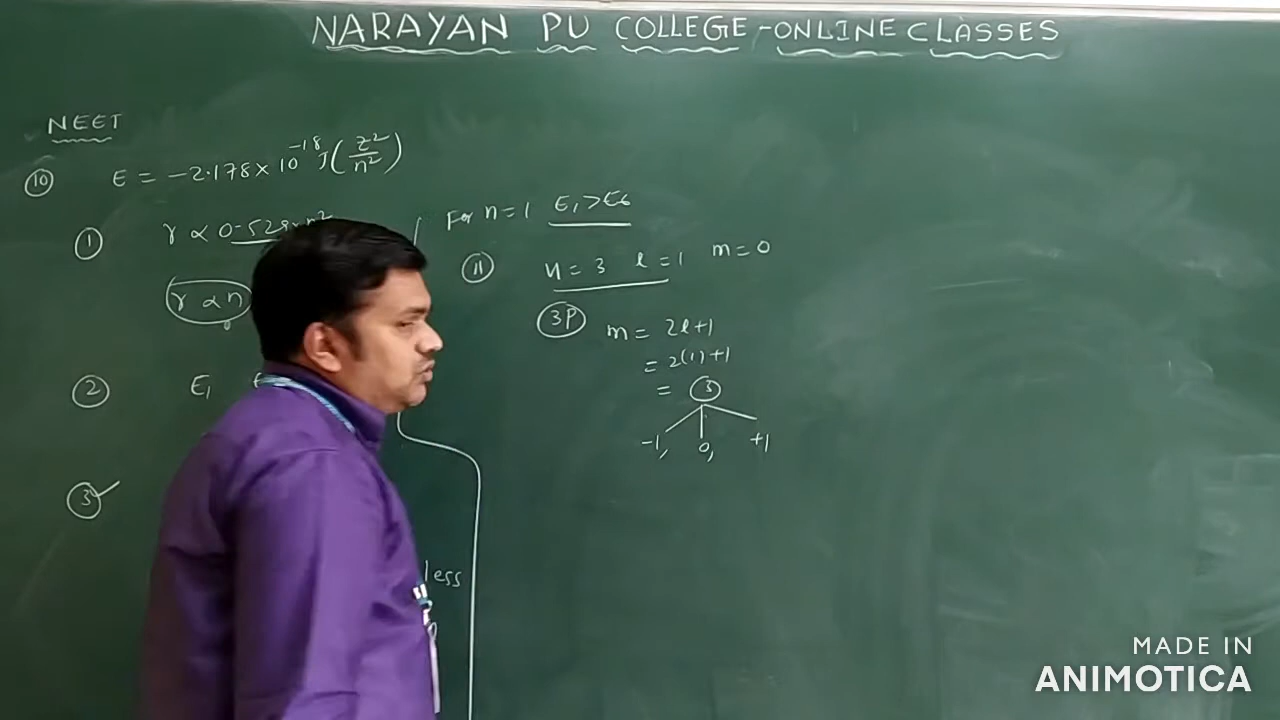 NARAYAN PU COLLEGE - ONLINE CLASSES
NEET
10 E = -2.178 × 10⁻¹⁸ J (Z²/n²)
1 r ∝ 0.529 × n²
r ∝ n
2 E₁
3 ✓
less
For n = 1 E₁ > E₆
11 n = 3 l = 1 m = 0
3P m = 2l+1
= 2(1)+1
= 3
-1, 0, +1
MADE IN
ANIMOTICA